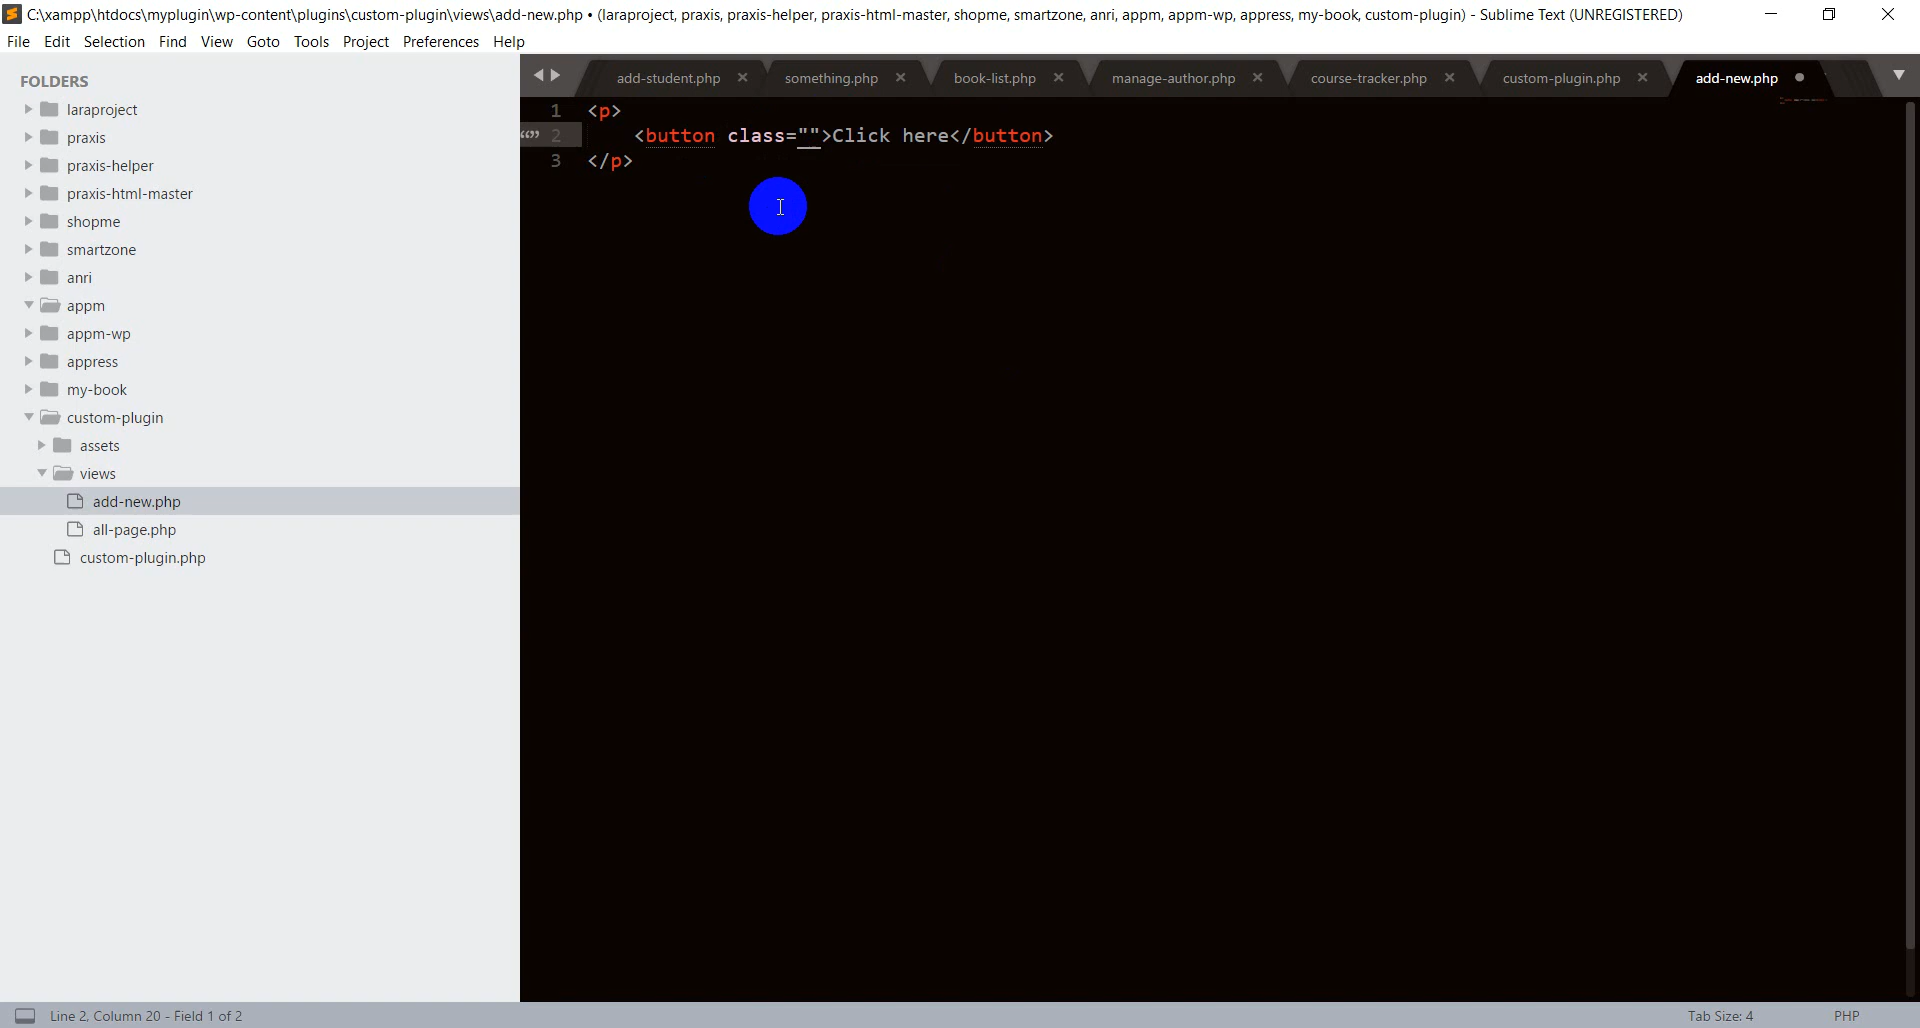 C:\xampp\htdocs\myplugin\wp-content\plugins\custom-plugin\views\add-new.php • (laraproject, praxis, praxis-helper, praxis-html-master, shopme, smartzone, anri, appm, appm-wp, appress, my-book, custom-plugin) - Sublime Text (UNREGISTERED)
File Edit Selection Find View Goto Tools Project Preferences Help
FOLDERS
laraproject
praxis
praxis-helper
praxis-html-master
shopme
smartzone
anri
appm
appm-wp
appress
my-book
custom-plugin
assets
views
add-new.php
all-page.php
custom-plugin.php
add-student.php something.php book-list.php manage-author.php course-tracker.php custom-plugin.php add-new.php
1 <p>
2 <button class="">Click here</button>
3 </p>
Line 2, Column 20 - Field 1 of 2 Tab Size: 4 PHP